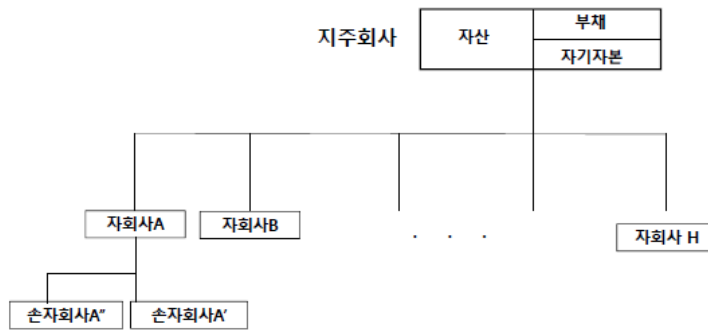 지주회사
자산
부채
자기자본
자회사A
자회사B
. . .
자회사 H
손자회사A″
손자회사A′